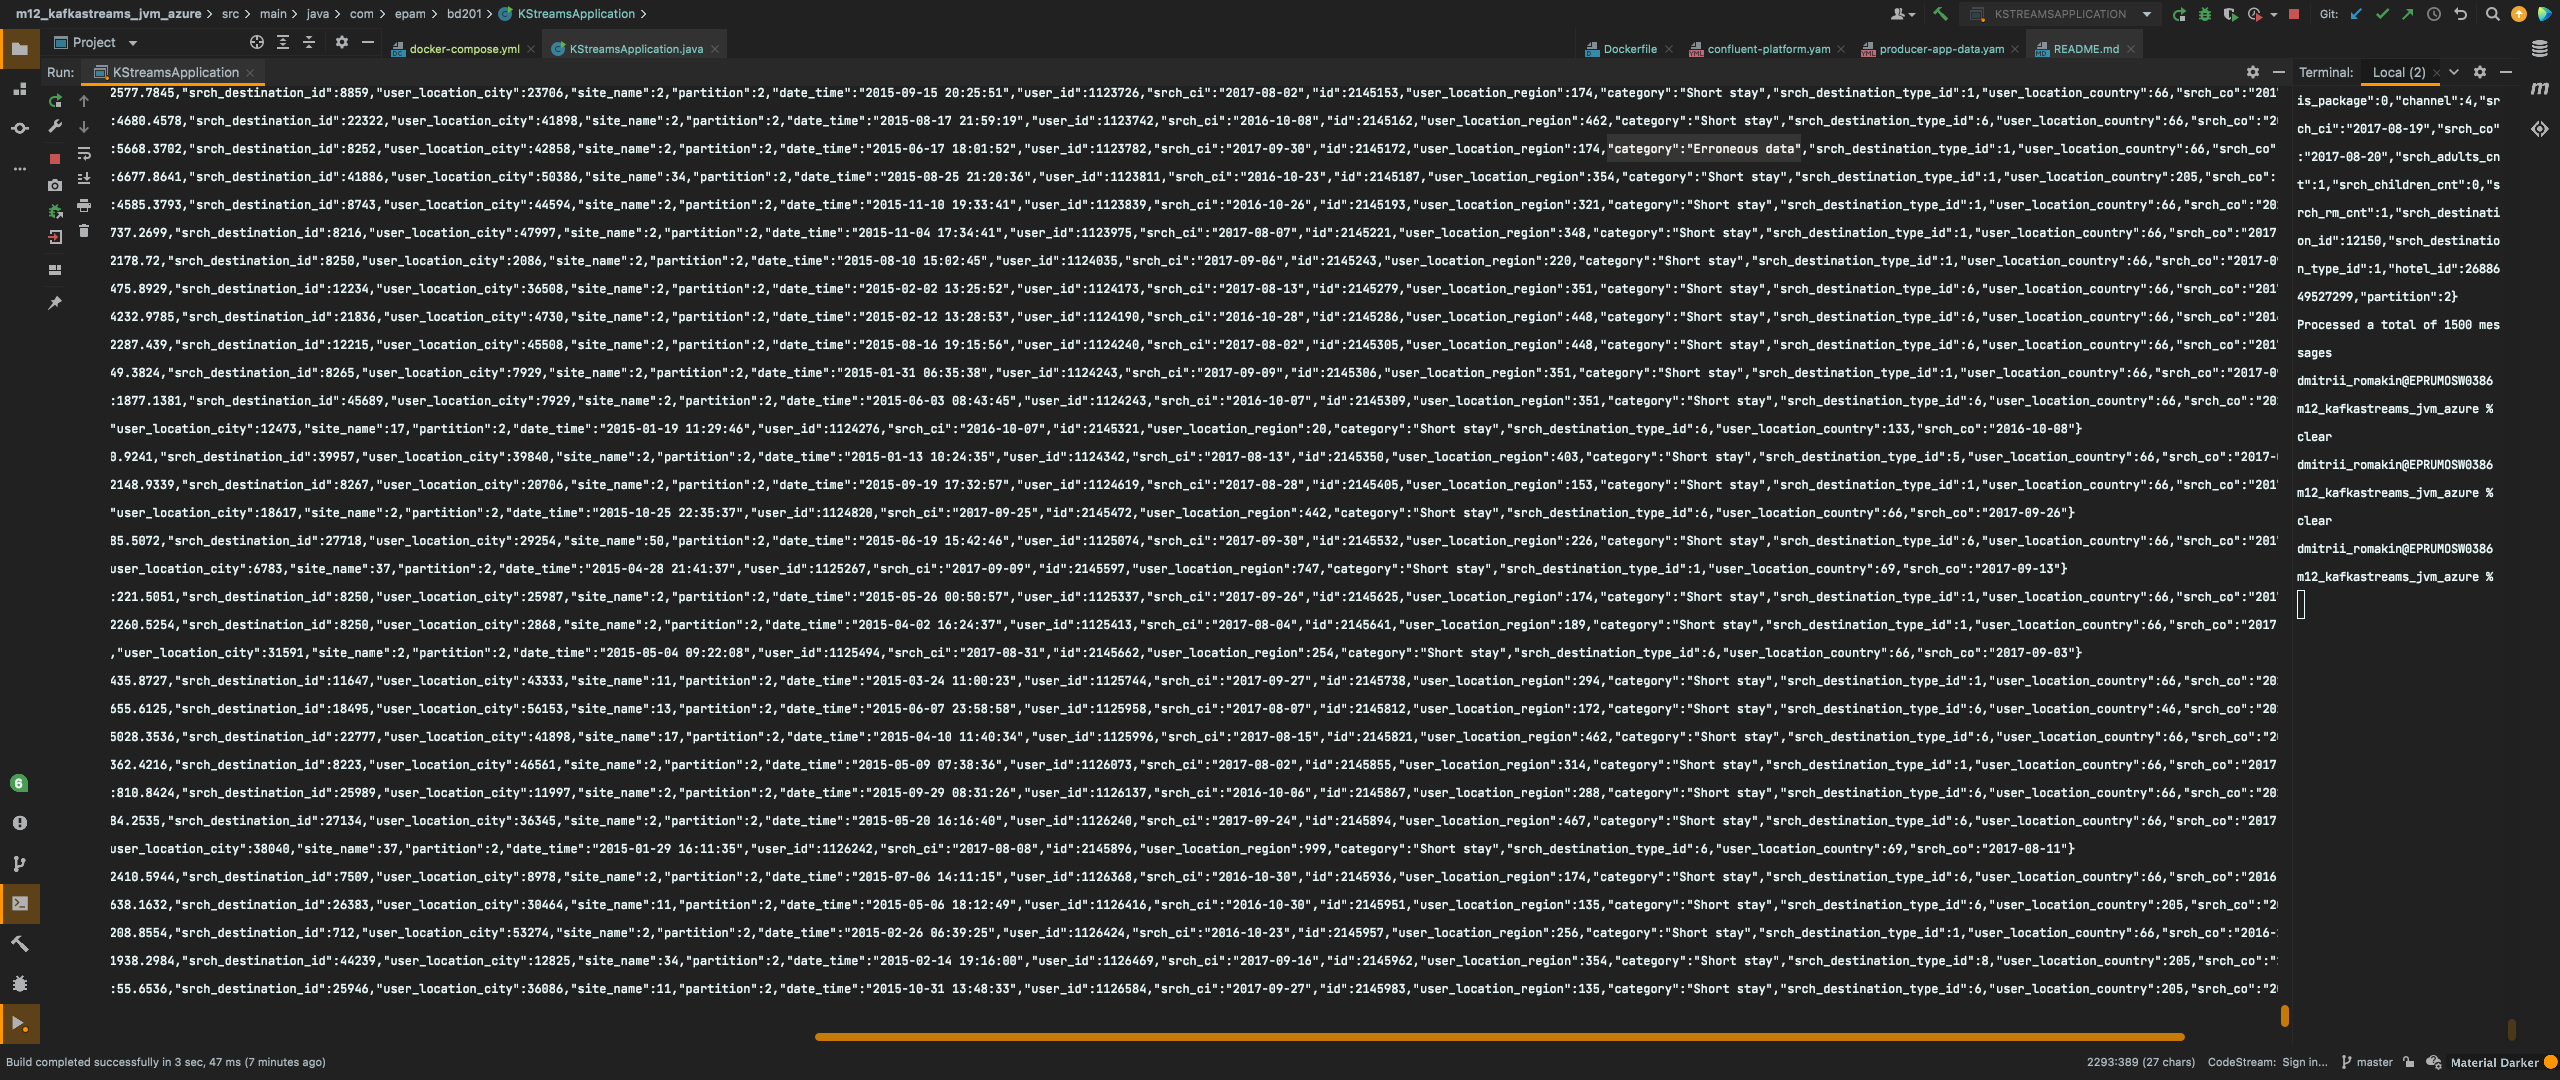 m12_kafkastreams_jvm_azure > src > main > java > com > epam > bd201 > KStreamsApplication >
KSTREAMSAPPLICATION
Git:
Project
docker-compose.yml
KStreamsApplication.java
Dockerfile
confluent-platform.yam
producer-app-data.yam
README.md
Run:
KStreamsApplication
Terminal:
Local (2)
2577.7845,"srch_destination_id":8859,"user_location_city":23706,"site_name":2,"partition":2,"date_time":"2015-09-15 20:25:51","user_id":1123726,"srch_ci":"2017-08-02","id":2145153,"user_location_region":174,"category":"Short stay","srch_destination_type_id":1,"user_location_country":66,"srch_co":"201
:4680.4578,"srch_destination_id":22322,"user_location_city":41898,"site_name":2,"partition":2,"date_time":"2015-08-17 21:59:19","user_id":1123742,"srch_ci":"2016-10-08","id":2145162,"user_location_region":462,"category":"Short stay","srch_destination_type_id":6,"user_location_country":66,"srch_co":"2
:5668.3702,"srch_destination_id":8252,"user_location_city":42858,"site_name":2,"partition":2,"date_time":"2015-06-17 18:01:52","user_id":1123782,"srch_ci":"2017-09-30","id":2145172,"user_location_region":174,"category":"Erroneous data","srch_destination_type_id":1,"user_location_country":66,"srch_co"
:6677.8641,"srch_destination_id":41886,"user_location_city":50386,"site_name":34,"partition":2,"date_time":"2015-08-25 21:20:36","user_id":1123811,"srch_ci":"2016-10-23","id":2145187,"user_location_region":354,"category":"Short stay","srch_destination_type_id":1,"user_location_country":205,"srch_co":
:4585.3793,"srch_destination_id":8743,"user_location_city":44594,"site_name":2,"partition":2,"date_time":"2015-11-10 19:33:41","user_id":1123839,"srch_ci":"2016-10-26","id":2145193,"user_location_region":321,"category":"Short stay","srch_destination_type_id":1,"user_location_country":66,"srch_co":"20
737.2699,"srch_destination_id":8216,"user_location_city":47997,"site_name":2,"partition":2,"date_time":"2015-11-04 17:34:41","user_id":1123975,"srch_ci":"2017-08-07","id":2145221,"user_location_region":348,"category":"Short stay","srch_destination_type_id":1,"user_location_country":66,"srch_co":"2017
2178.72,"srch_destination_id":8250,"user_location_city":2086,"site_name":2,"partition":2,"date_time":"2015-08-10 15:02:45","user_id":1124035,"srch_ci":"2017-09-06","id":2145243,"user_location_region":220,"category":"Short stay","srch_destination_type_id":1,"user_location_country":66,"srch_co":"2017-0
475.8929,"srch_destination_id":12234,"user_location_city":36508,"site_name":2,"partition":2,"date_time":"2015-02-02 13:25:52","user_id":1124173,"srch_ci":"2017-08-13","id":2145279,"user_location_region":351,"category":"Short stay","srch_destination_type_id":6,"user_location_country":66,"srch_co":"201
4232.9785,"srch_destination_id":21836,"user_location_city":4730,"site_name":2,"partition":2,"date_time":"2015-02-12 13:28:53","user_id":1124190,"srch_ci":"2016-10-28","id":2145286,"user_location_region":448,"category":"Short stay","srch_destination_type_id":6,"user_location_country":66,"srch_co":"201
2287.439,"srch_destination_id":12215,"user_location_city":45508,"site_name":2,"partition":2,"date_time":"2015-08-16 19:15:56","user_id":1124240,"srch_ci":"2017-08-02","id":2145305,"user_location_region":448,"category":"Short stay","srch_destination_type_id":6,"user_location_country":66,"srch_co":"201
49.3824,"srch_destination_id":8265,"user_location_city":7929,"site_name":2,"partition":2,"date_time":"2015-01-31 06:35:38","user_id":1124243,"srch_ci":"2017-09-09","id":2145306,"user_location_region":351,"category":"Short stay","srch_destination_type_id":1,"user_location_country":66,"srch_co":"2017-0
:1877.1381,"srch_destination_id":45689,"user_location_city":7929,"site_name":2,"partition":2,"date_time":"2015-06-03 08:43:45","user_id":1124243,"srch_ci":"2016-10-07","id":2145309,"user_location_region":351,"category":"Short stay","srch_destination_type_id":6,"user_location_country":66,"srch_co":"20
"user_location_city":12473,"site_name":17,"partition":2,"date_time":"2015-01-19 11:29:46","user_id":1124276,"srch_ci":"2016-10-07","id":2145321,"user_location_region":20,"category":"Short stay","srch_destination_type_id":6,"user_location_country":133,"srch_co":"2016-10-08"}
0.9241,"srch_destination_id":39957,"user_location_city":39840,"site_name":2,"partition":2,"date_time":"2015-01-13 10:24:35","user_id":1124342,"srch_ci":"2017-08-13","id":2145350,"user_location_region":403,"category":"Short stay","srch_destination_type_id":5,"user_location_country":66,"srch_co":"2017-
2148.9339,"srch_destination_id":8267,"user_location_city":20706,"site_name":2,"partition":2,"date_time":"2015-09-19 17:32:57","user_id":1124619,"srch_ci":"2017-08-28","id":2145405,"user_location_region":153,"category":"Short stay","srch_destination_type_id":1,"user_location_country":66,"srch_co":"201
"user_location_city":18617,"site_name":2,"partition":2,"date_time":"2015-10-25 22:35:37","user_id":1124820,"srch_ci":"2017-09-25","id":2145472,"user_location_region":442,"category":"Short stay","srch_destination_type_id":6,"user_location_country":66,"srch_co":"2017-09-26"}
85.5072,"srch_destination_id":27718,"user_location_city":29254,"site_name":50,"partition":2,"date_time":"2015-06-19 15:42:46","user_id":1125074,"srch_ci":"2017-09-30","id":2145532,"user_location_region":226,"category":"Short stay","srch_destination_type_id":6,"user_location_country":66,"srch_co":"201
user_location_city":6783,"site_name":37,"partition":2,"date_time":"2015-04-28 21:41:37","user_id":1125267,"srch_ci":"2017-09-09","id":2145597,"user_location_region":747,"category":"Short stay","srch_destination_type_id":1,"user_location_country":69,"srch_co":"2017-09-13"}
:221.5051,"srch_destination_id":8250,"user_location_city":25987,"site_name":2,"partition":2,"date_time":"2015-05-26 00:50:57","user_id":1125337,"srch_ci":"2017-09-26","id":2145625,"user_location_region":174,"category":"Short stay","srch_destination_type_id":1,"user_location_country":66,"srch_co":"201
2260.5254,"srch_destination_id":8250,"user_location_city":2868,"site_name":2,"partition":2,"date_time":"2015-04-02 16:24:37","user_id":1125413,"srch_ci":"2017-08-04","id":2145641,"user_location_region":189,"category":"Short stay","srch_destination_type_id":1,"user_location_country":66,"srch_co":"2017
,"user_location_city":31591,"site_name":2,"partition":2,"date_time":"2015-05-04 09:22:08","user_id":1125494,"srch_ci":"2017-08-31","id":2145662,"user_location_region":254,"category":"Short stay","srch_destination_type_id":6,"user_location_country":66,"srch_co":"2017-09-03"}
435.8727,"srch_destination_id":11647,"user_location_city":43333,"site_name":11,"partition":2,"date_time":"2015-03-24 11:00:23","user_id":1125744,"srch_ci":"2017-09-27","id":2145738,"user_location_region":294,"category":"Short stay","srch_destination_type_id":1,"user_location_country":66,"srch_co":"20
655.6125,"srch_destination_id":18495,"user_location_city":56153,"site_name":13,"partition":2,"date_time":"2015-06-07 23:58:58","user_id":1125958,"srch_ci":"2017-08-07","id":2145812,"user_location_region":172,"category":"Short stay","srch_destination_type_id":6,"user_location_country":46,"srch_co":"20
5028.3536,"srch_destination_id":22777,"user_location_city":41898,"site_name":17,"partition":2,"date_time":"2015-04-10 11:40:34","user_id":1125996,"srch_ci":"2017-08-15","id":2145821,"user_location_region":462,"category":"Short stay","srch_destination_type_id":6,"user_location_country":66,"srch_co":"2
362.4216,"srch_destination_id":8223,"user_location_city":46561,"site_name":2,"partition":2,"date_time":"2015-05-09 07:38:36","user_id":1126073,"srch_ci":"2017-08-02","id":2145855,"user_location_region":314,"category":"Short stay","srch_destination_type_id":1,"user_location_country":66,"srch_co":"2017
:810.8424,"srch_destination_id":25989,"user_location_city":11997,"site_name":2,"partition":2,"date_time":"2015-09-29 08:31:26","user_id":1126137,"srch_ci":"2016-10-06","id":2145867,"user_location_region":288,"category":"Short stay","srch_destination_type_id":6,"user_location_country":66,"srch_co":"20
84.2535,"srch_destination_id":27134,"user_location_city":36345,"site_name":2,"partition":2,"date_time":"2015-05-20 16:16:40","user_id":1126240,"srch_ci":"2017-09-24","id":2145894,"user_location_region":467,"category":"Short stay","srch_destination_type_id":6,"user_location_country":66,"srch_co":"2017
user_location_city":38040,"site_name":37,"partition":2,"date_time":"2015-01-29 16:11:35","user_id":1126242,"srch_ci":"2017-08-08","id":2145896,"user_location_region":999,"category":"Short stay","srch_destination_type_id":6,"user_location_country":69,"srch_co":"2017-08-11"}
2410.5944,"srch_destination_id":7509,"user_location_city":8978,"site_name":2,"partition":2,"date_time":"2015-07-06 14:11:15","user_id":1126368,"srch_ci":"2016-10-30","id":2145936,"user_location_region":174,"category":"Short stay","srch_destination_type_id":6,"user_location_country":66,"srch_co":"2016
638.1632,"srch_destination_id":26383,"user_location_city":30464,"site_name":11,"partition":2,"date_time":"2015-05-06 18:12:49","user_id":1126416,"srch_ci":"2016-10-30","id":2145951,"user_location_region":135,"category":"Short stay","srch_destination_type_id":6,"user_location_country":205,"srch_co":"2
208.8554,"srch_destination_id":712,"user_location_city":53274,"site_name":2,"partition":2,"date_time":"2015-02-26 06:39:25","user_id":1126424,"srch_ci":"2016-10-23","id":2145957,"user_location_region":256,"category":"Short stay","srch_destination_type_id":1,"user_location_country":66,"srch_co":"2016-
1938.2984,"srch_destination_id":44239,"user_location_city":12825,"site_name":34,"partition":2,"date_time":"2015-02-14 19:16:00","user_id":1126469,"srch_ci":"2017-09-16","id":2145962,"user_location_region":354,"category":"Short stay","srch_destination_type_id":8,"user_location_country":205,"srch_co":"
:55.6536,"srch_destination_id":25946,"user_location_city":36086,"site_name":11,"partition":2,"date_time":"2015-10-31 13:48:33","user_id":1126584,"srch_ci":"2017-09-27","id":2145983,"user_location_region":135,"category":"Short stay","srch_destination_type_id":6,"user_location_country":205,"srch_co":"2
is_package":0,"channel":4,"sr
ch_ci":"2017-08-19","srch_co"
:"2017-08-20","srch_adults_cn
t":1,"srch_children_cnt":0,"s
rch_rm_cnt":1,"srch_destinati
on_id":12150,"srch_destinatio
n_type_id":1,"hotel_id":26886
49527299,"partition":2}
Processed a total of 1500 mes
sages
dmitrii_romakin@EPRUMOSW0386
m12_kafkastreams_jvm_azure %
clear
dmitrii_romakin@EPRUMOSW0386
m12_kafkastreams_jvm_azure %
clear
dmitrii_romakin@EPRUMOSW0386
m12_kafkastreams_jvm_azure %
6
m
Build completed successfully in 3 sec, 47 ms (7 minutes ago)
2293:389 (27 chars)
CodeStream: Sign in...
master
Material Darker